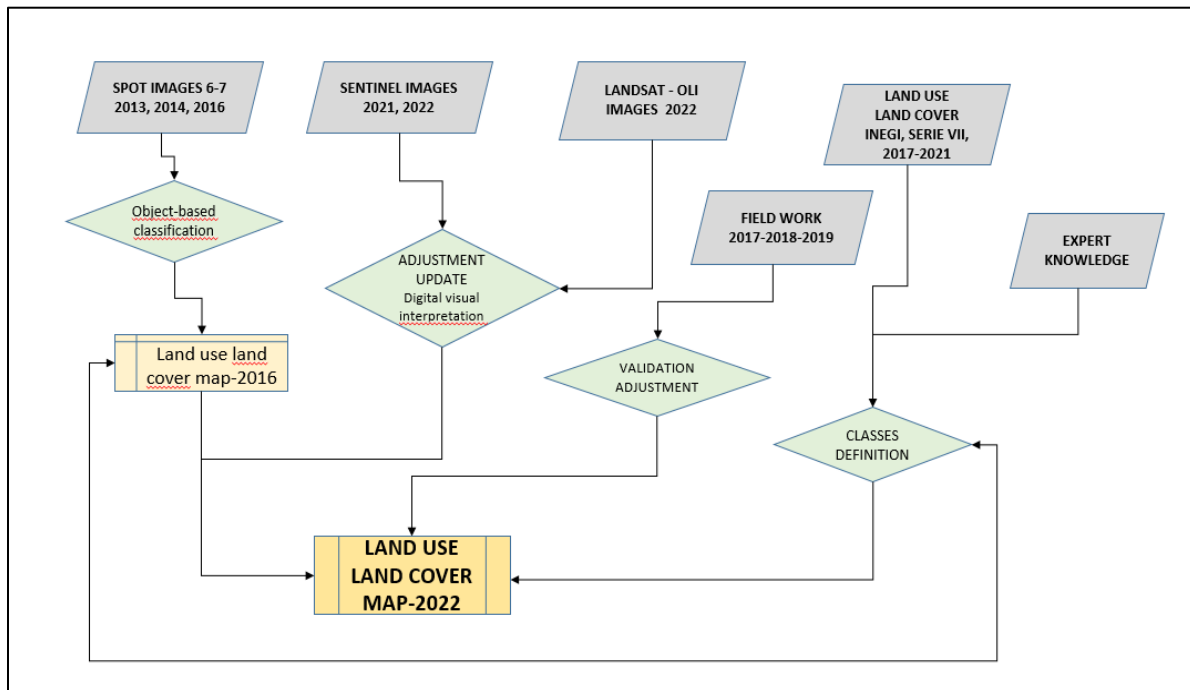 SPOT IMAGES 6-7
2013, 2014, 2016
SENTINEL IMAGES
2021, 2022
LANDSAT - OLI
IMAGES 2022
LAND USE
LAND COVER
INEGI, SERIE VII,
2017-2021
Object-based
classification
FIELD WORK
2017-2018-2019
EXPERT
KNOWLEDGE
ADJUSTMENT
UPDATE
Digital visual
interpretation
Land use land
cover map-2016
VALIDATION
ADJUSTMENT
CLASSES
DEFINITION
LAND USE
LAND COVER
MAP-2022